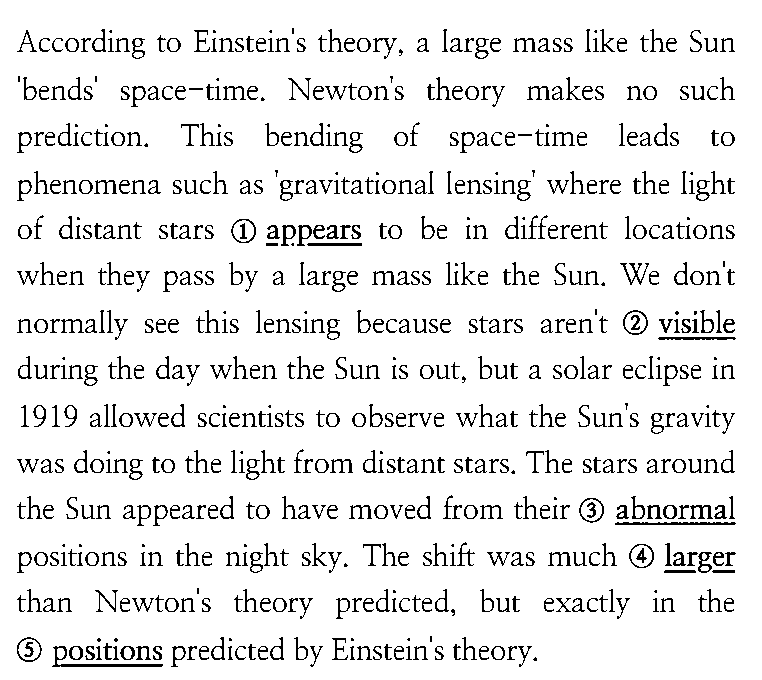 According to Einstein's theory, a large mass like the Sun
'bends' space-time. Newton's theory makes no such
prediction. This bending of space-time leads to
phenomena such as 'gravitational lensing' where the light
of distant stars ① appears to be in different locations
when they pass by a large mass like the Sun. We don't
normally see this lensing because stars aren't ② visible
during the day when the Sun is out, but a solar eclipse in
1919 allowed scientists to observe what the Sun's gravity
was doing to the light from distant stars. The stars around
the Sun appeared to have moved from their ③ abnormal
positions in the night sky. The shift was much ④ larger
than Newton's theory predicted, but exactly in the
⑤ positions predicted by Einstein's theory.